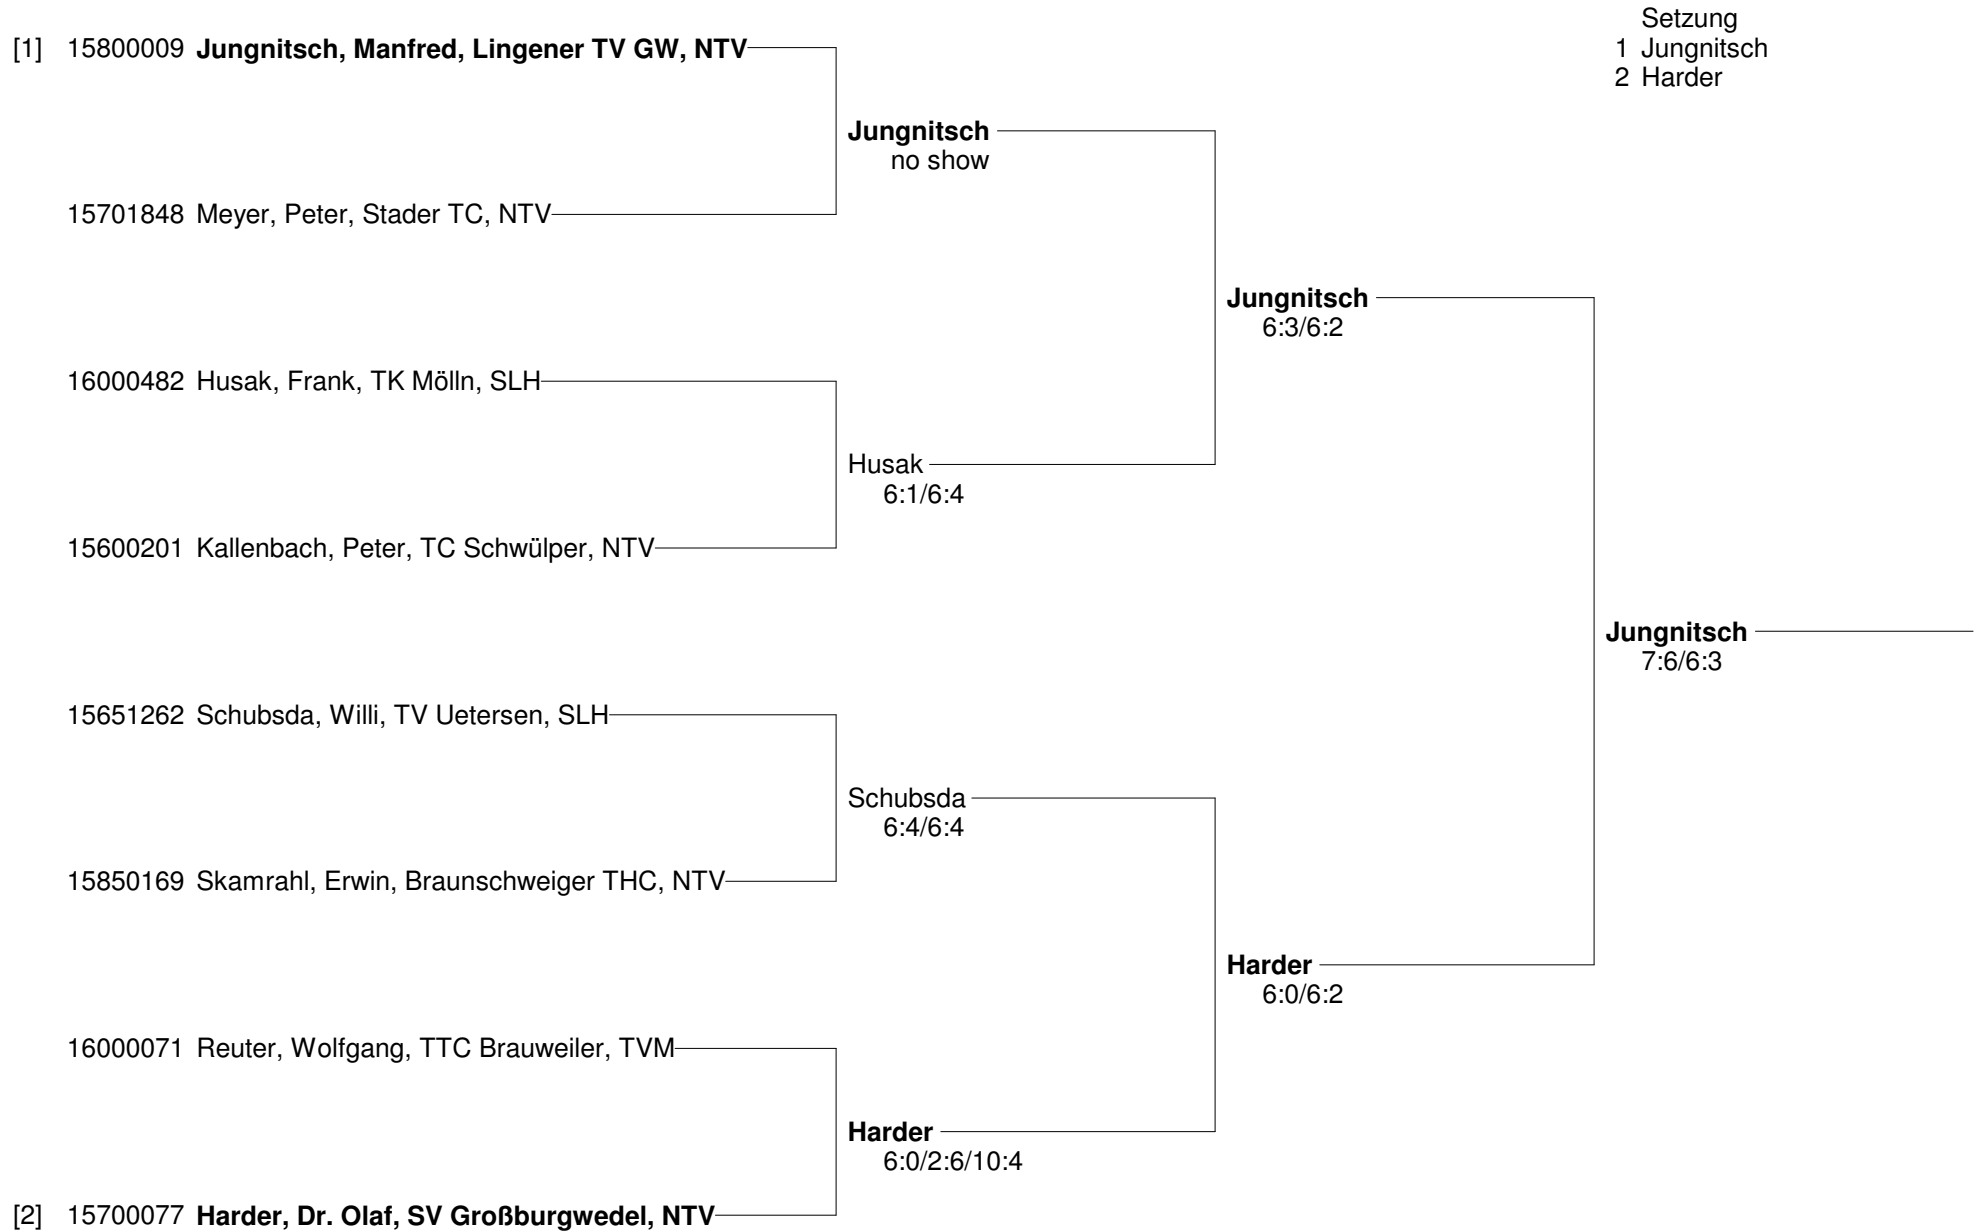 Setzung
1 Jungnitsch
2 Harder
[1] 15800009 Jungnitsch, Manfred, Lingener TV GW, NTV
Jungnitsch
no show
15701848 Meyer, Peter, Stader TC, NTV
Jungnitsch
6:3/6:2
16000482 Husak, Frank, TK Mölln, SLH
Husak
6:1/6:4
15600201 Kallenbach, Peter, TC Schwülper, NTV
Jungnitsch
7:6/6:3
15651262 Schubsda, Willi, TV Uetersen, SLH
Schubsda
6:4/6:4
15850169 Skamrahl, Erwin, Braunschweiger THC, NTV
Harder
6:0/6:2
16000071 Reuter, Wolfgang, TTC Brauweiler, TVM
Harder
6:0/2:6/10:4
[2] 15700077 Harder, Dr. Olaf, SV Großburgwedel, NTV